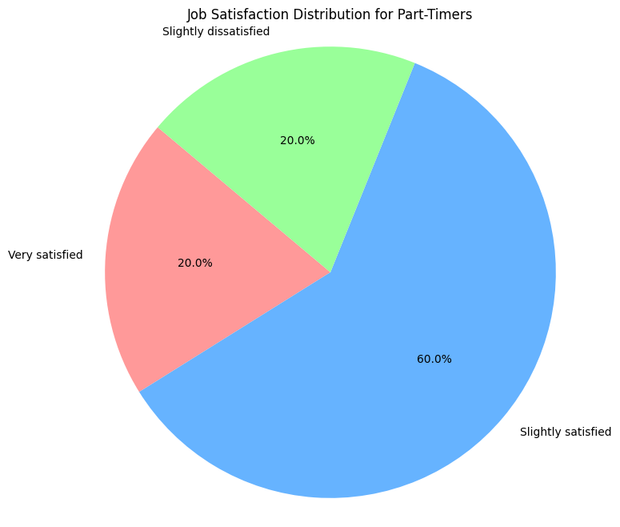 Job Satisfaction Distribution for Part-Timers
Slightly dissatisfied
20.0%
Very satisfied
20.0%
60.0%
Slightly satisfied